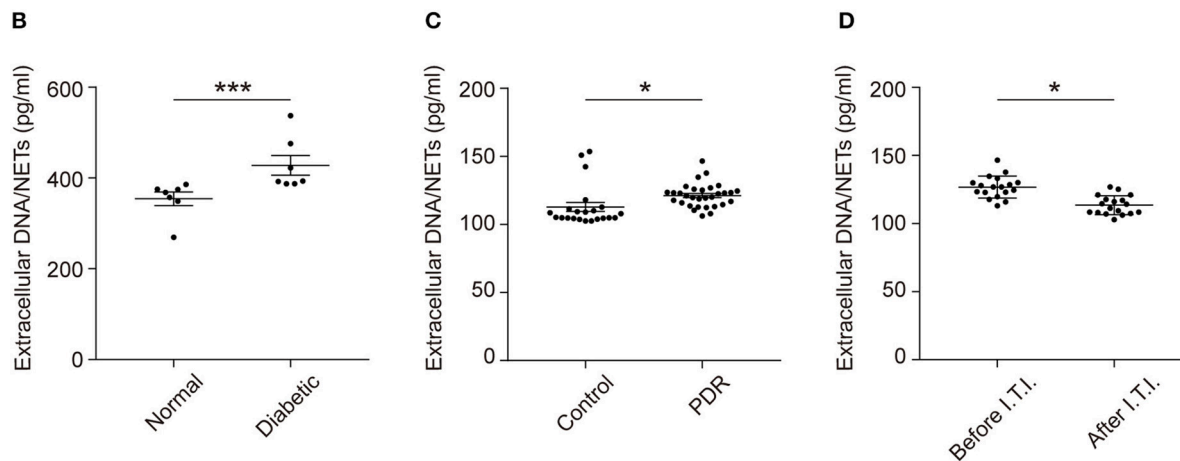 B
Extracellular DNA/NETs (pg/ml)
600
400
200
0
***
Normal
Diabetic
C
Extracellular DNA/NETs (pg/ml)
200
150
100
50
0
*
Control
PDR
D
Extracellular DNA/NETs (pg/ml)
200
150
100
50
0
*
Before I.T.I.
After I.T.I.